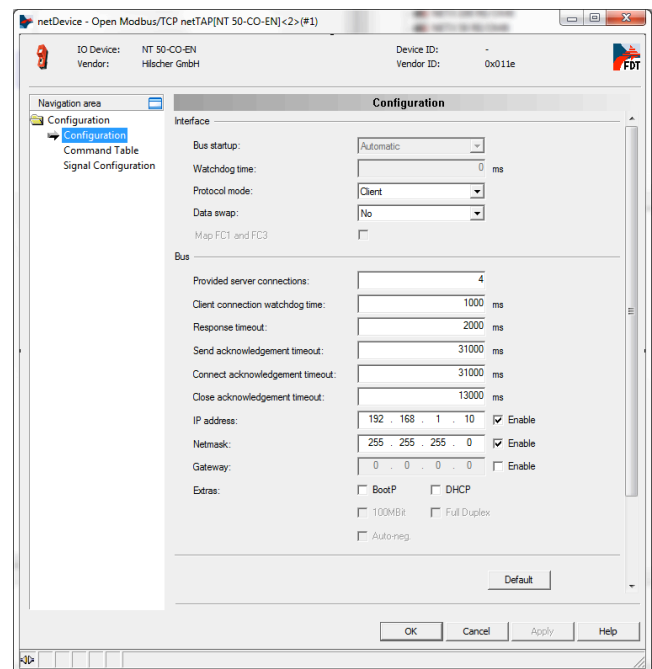 netDevice - Open Modbus/TCP netTAP[NT 50-CO-EN]<2>(#1)
IO Device: NT 50-CO-EN Device ID: -
Vendor: Hilscher GmbH Vendor ID: 0x011e
FDT
Navigation area
Configuration
Configuration
Command Table
Signal Configuration
Configuration
Interface
Bus startup: Automatic
Watchdog time: 0 ms
Protocol mode: Client
Data swap: No
Map FC1 and FC3
Bus
Provided server connections: 4
Client connection watchdog time: 1000 ms
Response timeout: 2000 ms
Send acknowledgement timeout: 31000 ms
Connect acknowledgement timeout: 31000 ms
Close acknowledgement timeout: 13000 ms
IP address: 192 . 168 . 1 . 10 Enable
Netmask: 255 . 255 . 255 . 0 Enable
Gateway: 0 . 0 . 0 . 0 Enable
Extras: BootP DHCP
100MBit Full Duplex
Auto-neg.
Default
OK Cancel Apply Help